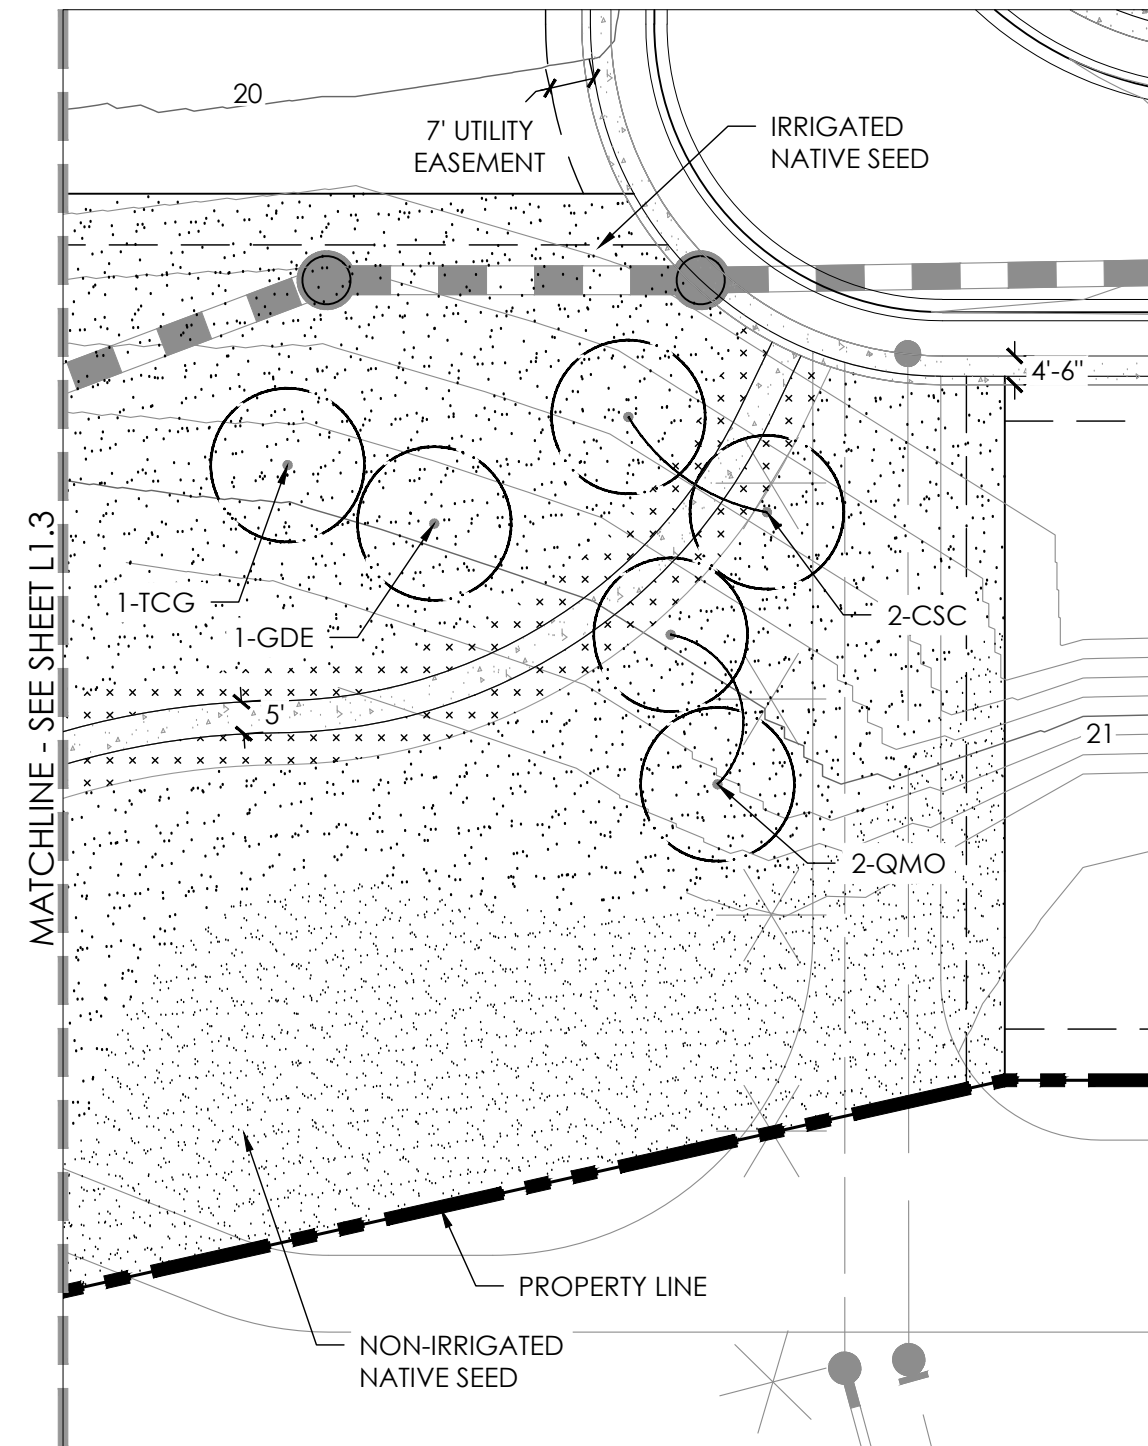 20
7' UTILITY
EASEMENT
IRRIGATED
NATIVE SEED
4'-6"
MATCHLINE - SEE SHEET L1.3
1-TCG
1-GDE
2-CSC
5'
21
2-QMO
PROPERTY LINE
NON-IRRIGATED
NATIVE SEED